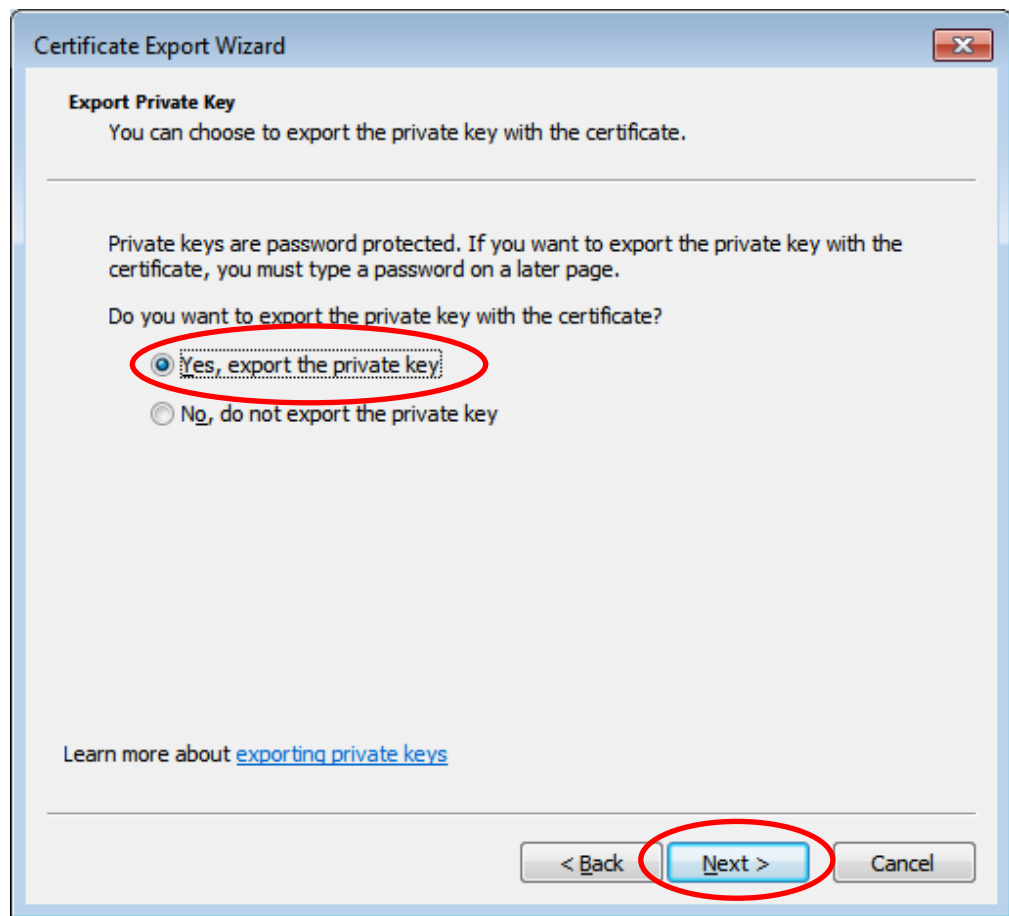 Certificate Export Wizard
Export Private Key
You can choose to export the private key with the certificate.
Private keys are password protected. If you want to export the private key with the
certificate, you must type a password on a later page.
Do you want to export the private key with the certificate?
Yes, export the private key
No, do not export the private key
Learn more about exporting private keys
< Back Next > Cancel